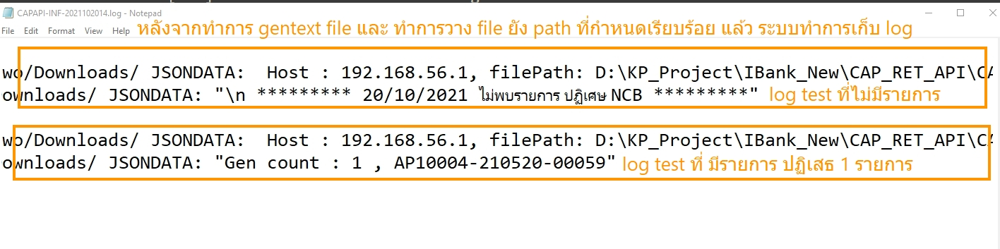 CAPAPI-INF-2021102014.log - Notepad
File Edit Format View Help หลังจากทำการ gentext file และ ทำการวาง file ยัง path ที่กำหนดเรียบร้อย แล้ว ระบบทำการเก็บ log
wo/Downloads/ JSONDATA:  Host : 192.168.56.1, filePath: D:\KP_Project\IBank_New\CAP_RET_API\CA
ownloads/ JSONDATA: "\n ********* 20/10/2021 ไม่พบรายการ ปฏิเศษ NCB *********" log test ที่ไม่มีรายการ
wo/Downloads/ JSONDATA:  Host : 192.168.56.1, filePath: D:\KP_Project\IBank_New\CAP_RET_API\CA
ownloads/ JSONDATA: "Gen count : 1 , AP10004-210520-00059" log test ที่ มีรายการ ปฏิเสธ 1 รายการ